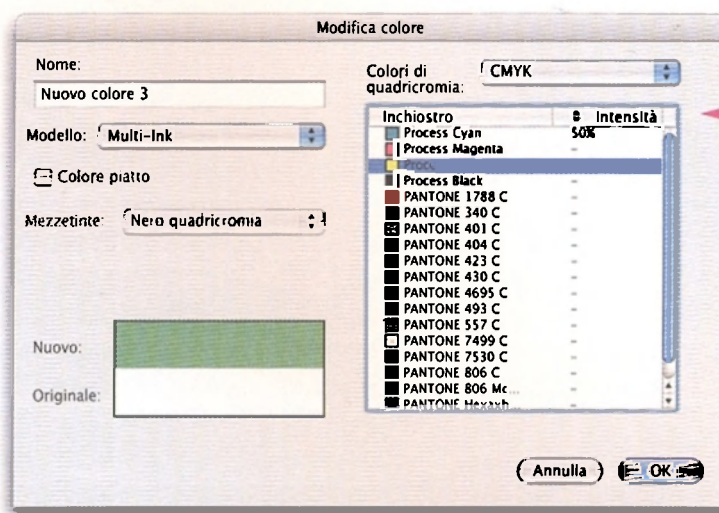 Modifica colore
Nome:
Nuovo colore 3
Modello: Multi-Ink
Colore piatto
Mezzetinte: Nero quadricromia
Nuovo:
Originale:
Colori di quadricromia: CMYK
Inchiostro Intensità
Process Cyan 50%
Process Magenta -
Process Black -
PANTONE 1788 C -
PANTONE 340 C -
PANTONE 401 C -
PANTONE 404 C -
PANTONE 423 C -
PANTONE 430 C -
PANTONE 4695 C -
PANTONE 493 C -
PANTONE 557 C -
PANTONE 7499 C -
PANTONE 7530 C -
PANTONE 806 C -
PANTONE 806 Mc... -
PANTONE Hexaxh... -
Annulla OK